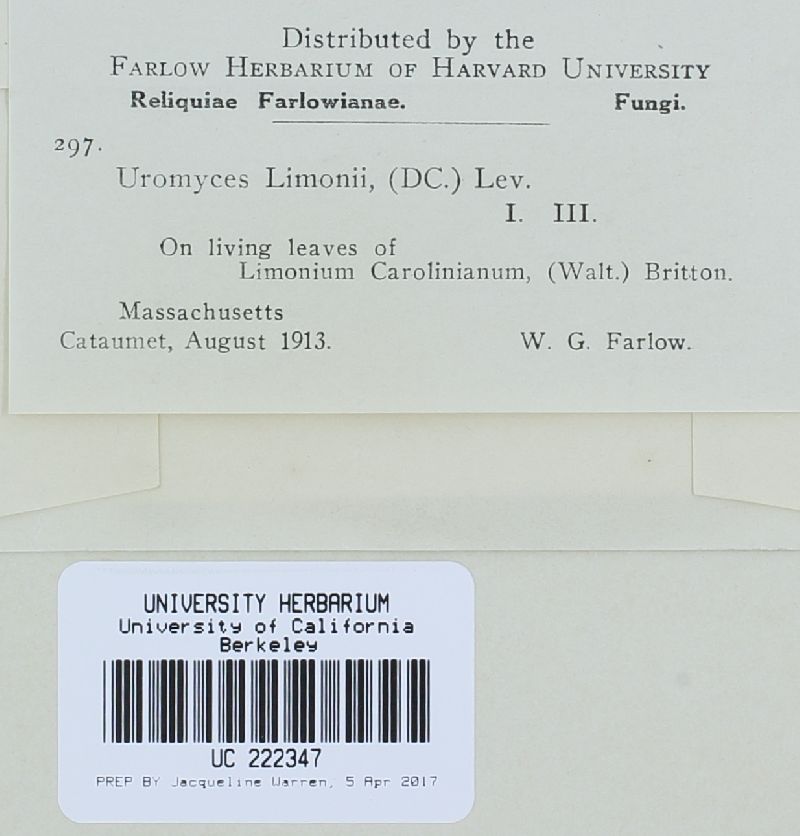 Distributed by the
FARLOW HERBARIUM OF HARVARD UNIVERSITY
Reliquiae Farlowianae. Fungi.
297.
Uromyces Limonii, (DC.) Lev.
I. III.
On living leaves of
Limonium Carolinianum, (Walt.) Britton.
Massachusetts
Cataumet, August 1913. W. G. Farlow.
UNIVERSITY HERBARIUM
University of California
Berkeley
UC 222347
PREP BY Jacqueline Warren, 5 Apr 2017